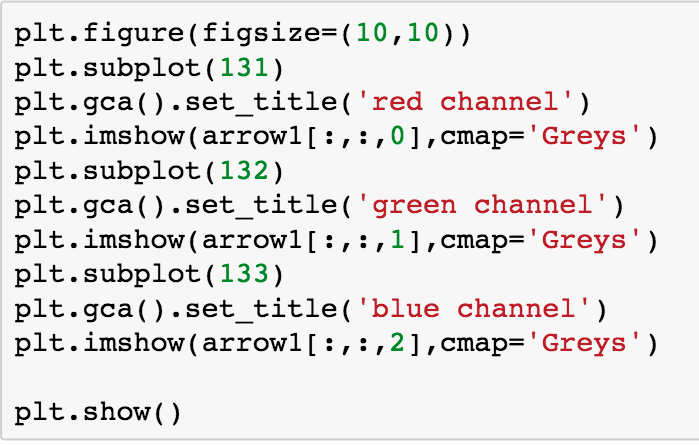 plt.figure(figsize=(10,10))
plt.subplot(131)
plt.gca().set_title('red channel')
plt.imshow(arrow1[:,:,0],cmap='Greys')
plt.subplot(132)
plt.gca().set_title('green channel')
plt.imshow(arrow1[:,:,1],cmap='Greys')
plt.subplot(133)
plt.gca().set_title('blue channel')
plt.imshow(arrow1[:,:,2],cmap='Greys')
plt.show()